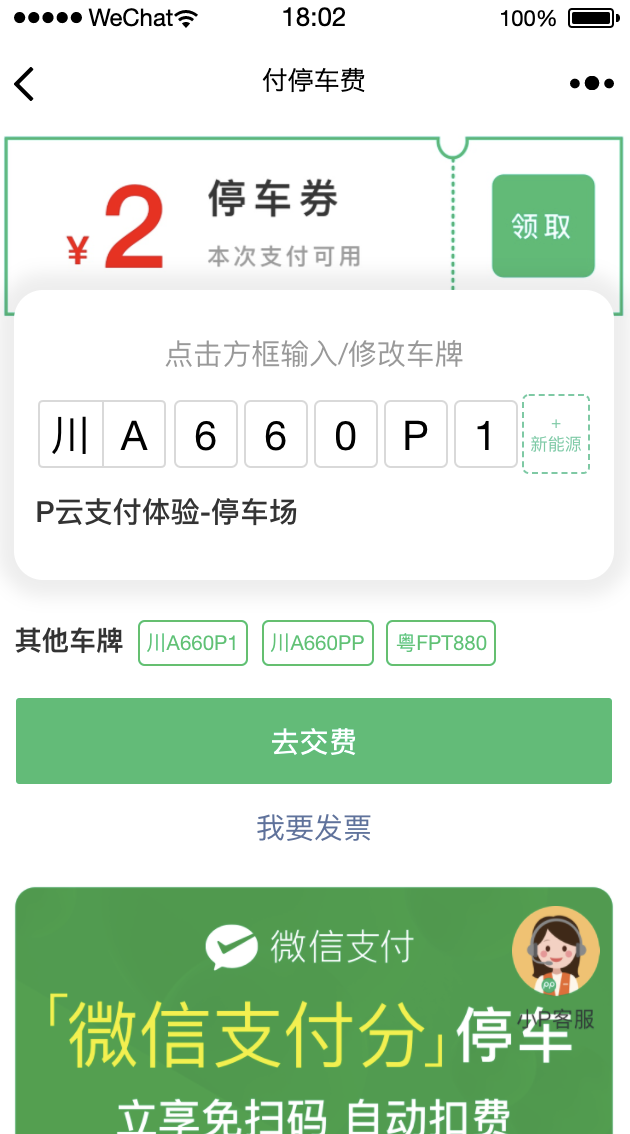 ●●●●● WeChat 18:02 100%
付停车费
¥2 停车券 领取
本次支付可用
点击方框输入/修改车牌
川 A 6 6 0 P 1 + 新能源
P云支付体验-停车场
其他车牌 川A660P1 川A660PP 粤FPT880
去交费
我要发票
微信支付
pp
「微信支付分」停车
小P客服
立享免扫码 自动扣费